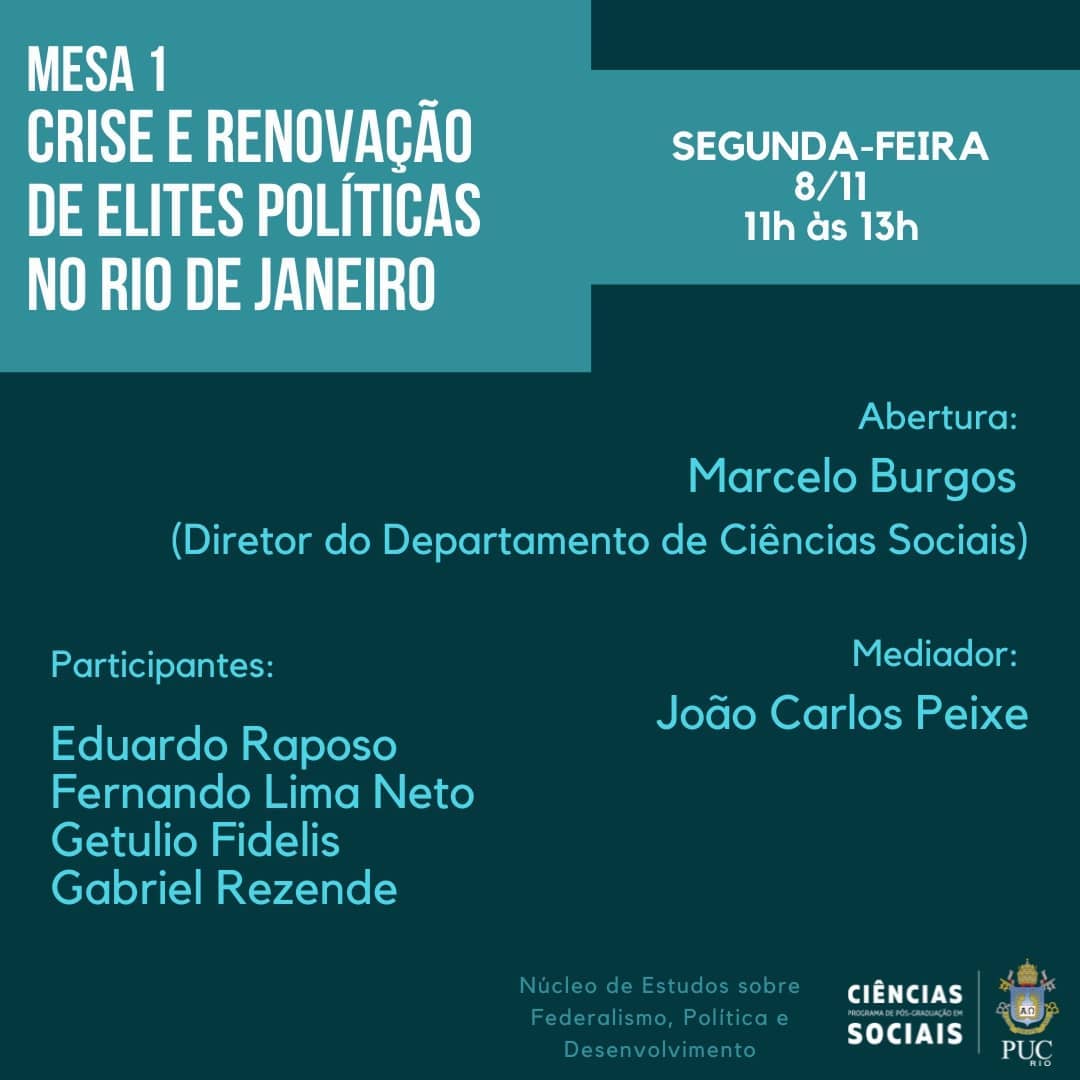 MESA 1
CRISE E RENOVAÇÃO
DE ELITES POLÍTICAS
NO RIO DE JANEIRO
SEGUNDA-FEIRA
8/11
11h às 13h
Abertura:
Marcelo Burgos
(Diretor do Departamento de Ciências Sociais)
Participantes:
Eduardo Raposo
Fernando Lima Neto
Getulio Fidelis
Gabriel Rezende
Mediador:
João Carlos Peixe
Núcleo de Estudos sobre
Federalismo, Política e
Desenvolvimento
CIÊNCIAS
PROGRAMA DE PÓS-GRADUAÇÃO EM
SOCIAIS
ΑΩ
PUC
RIO